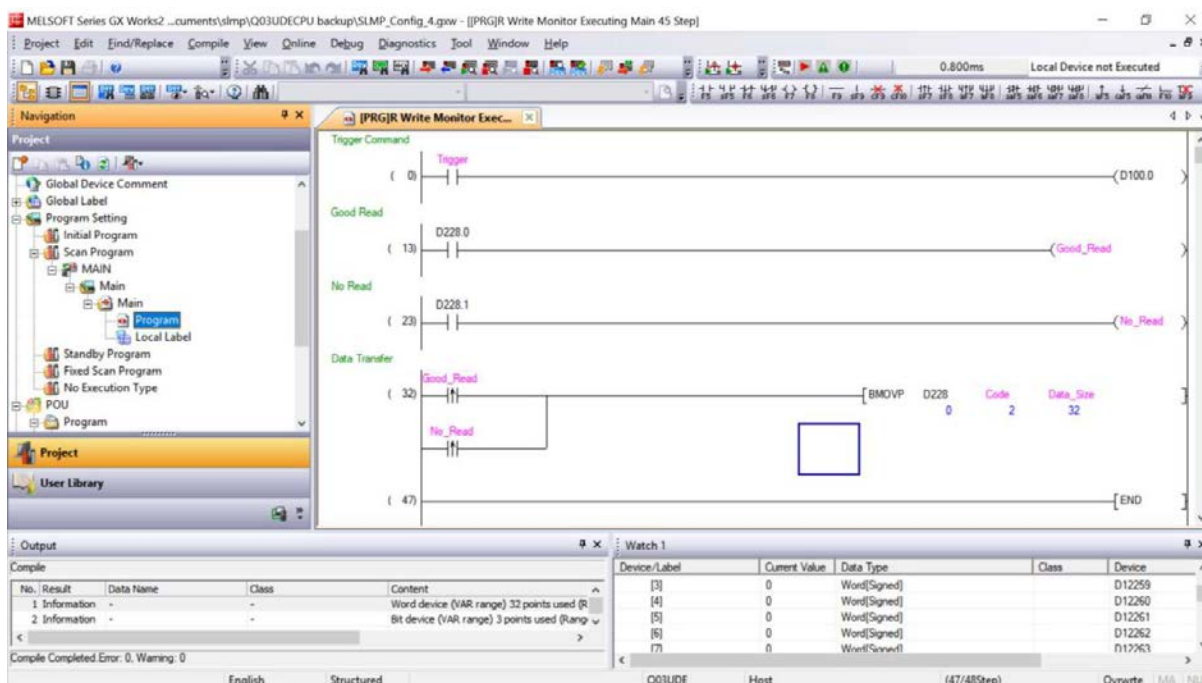 MELSOFT Series GX Works2 ...cuments\slmp\Q03UDECPU backup\SLMP_Config_4.gxw - [[PRG]R Write Monitor Executing Main 45 Step]
Project Edit Find/Replace Compile View Online Debug Diagnostics Tool Window Help
0.800ms Local Device not Executed
Navigation
[PRG]R Write Monitor Exec...
Project
Global Device Comment
Global Label
Program Setting
Initial Program
Scan Program
MAIN
Main
Main
Program
Local Label
Standby Program
Fixed Scan Program
No Execution Type
POU
Program
Project
User Library
Trigger Command
Trigger
( 0) D100.0
Good Read
D228.0
( 13) Good_Read
No Read
D228.1
( 23) No_Read
Data Transfer
Good_Read
( 32) BMOVP D228 Code Data_Size
0 2 32
No_Read
( 47) END
Output
Compile
No. Result Data Name Class Content
1 Information - - Word device (VAR range) 32 points used (R
2 Information - - Bit device (VAR range) 3 points used (Rang
Compile Completed.Error: 0, Warning: 0
Watch 1
Device/Label Current Value Data Type Class Device
[3] 0 Word[Signed] D12259
[4] 0 Word[Signed] D12260
[5] 0 Word[Signed] D12261
[6] 0 Word[Signed] D12262
[7] 0 Word[Signed] D12263
English Structured Q03UDE Host (47/48Step) Ovrwrte